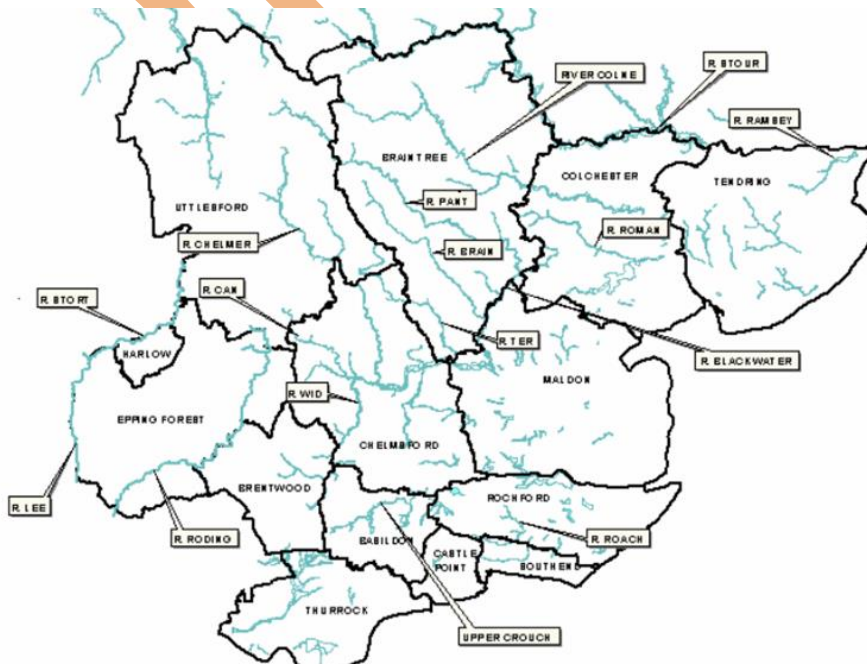 RIVER COLNE
R. STOUR
R. RAMSEY
BRAINTREE
COLCHESTER
TENDRING
UTTLESFORD
R. PANT
R. CHELMER
R. BRAIN
R. ROMAN
R. CAN
R. STORT
HARLOW
R. TER
R. BLACKWATER
MALDON
R. WID
EPPING FOREST
CHELMSFORD
R. LEE
BRENTWOOD
ROCHFORD
R. RODING
R. ROACH
BASILDON
CASTLE
POINT
SOUTHEND
THURROCK
UPPER CROUCH